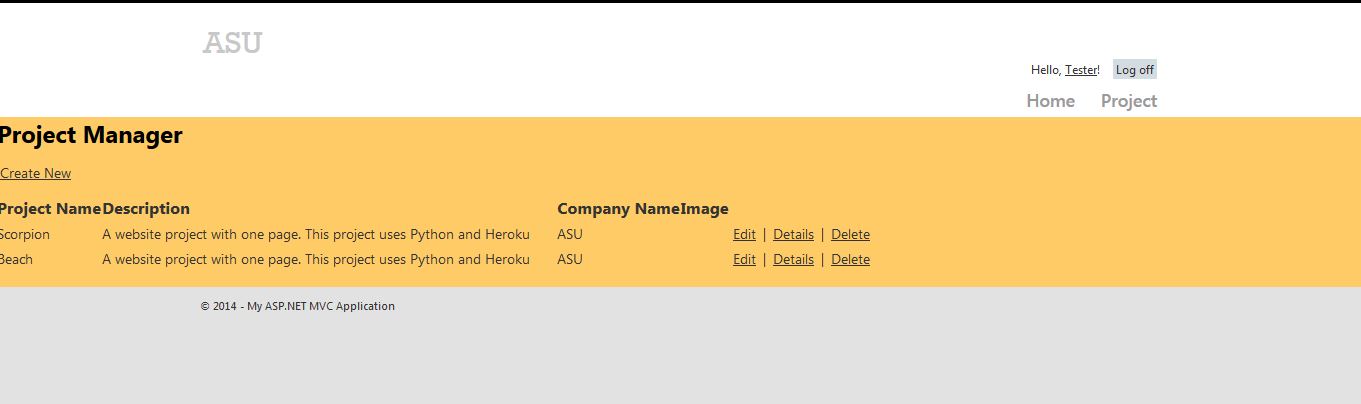 ASU
Hello, Tester! Log off
Home Project
Project Manager
Create New
Project Name Description Company Name Image
Scorpion A website project with one page. This project uses Python and Heroku ASU Edit | Details | Delete
Beach A website project with one page. This project uses Python and Heroku ASU Edit | Details | Delete
© 2014 - My ASP.NET MVC Application